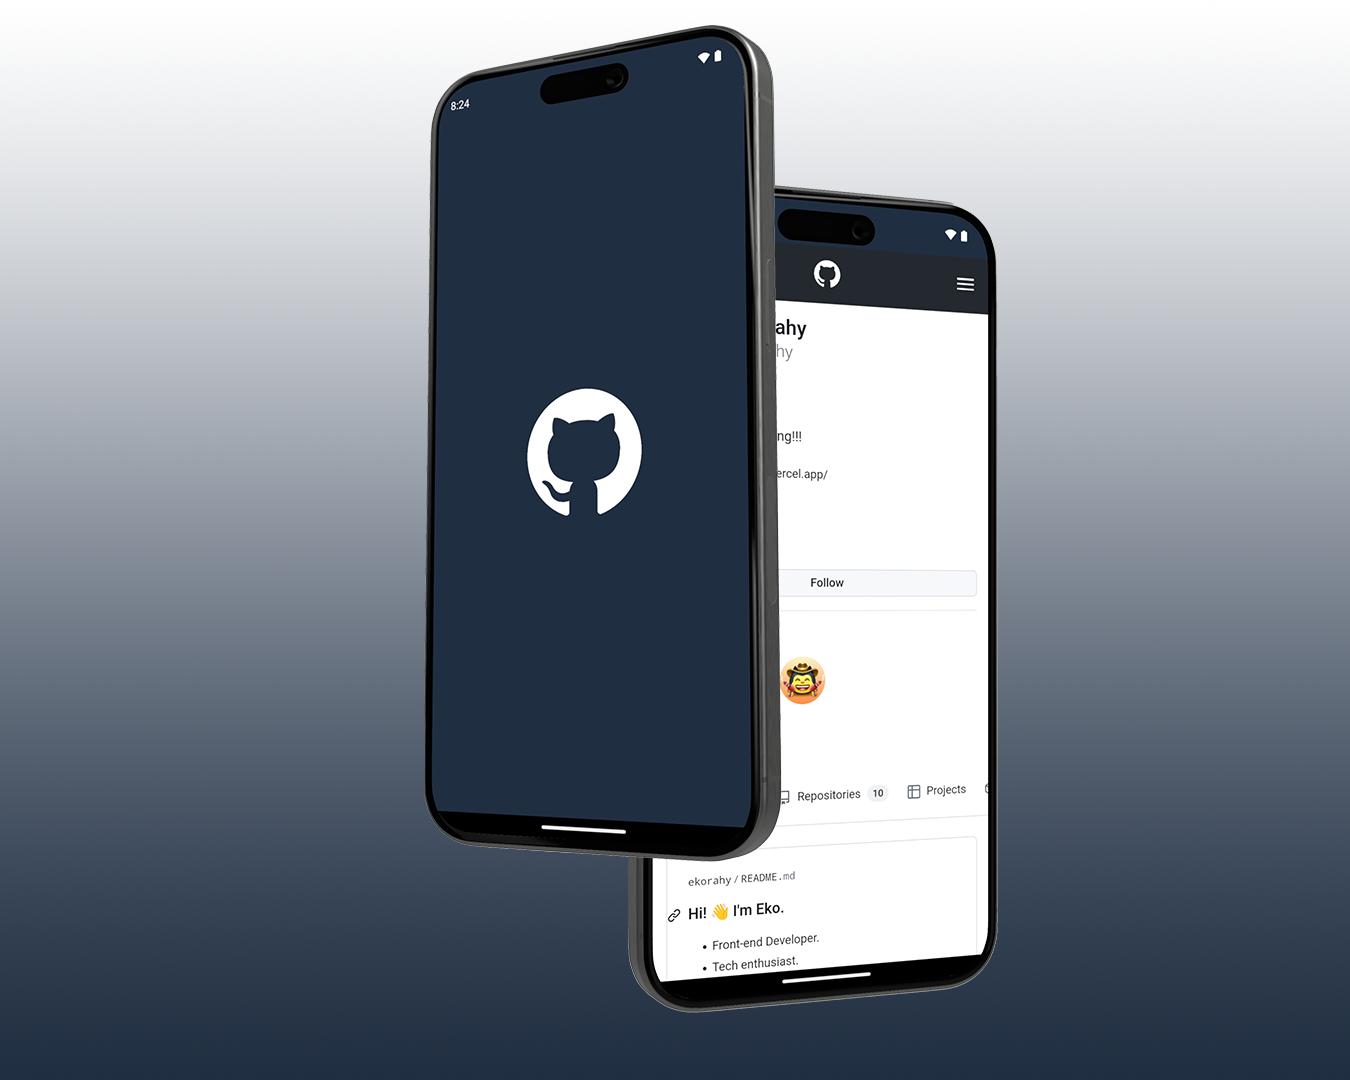 8:24
ahy
hy
ng!!!
ercel.app/
Follow
Repositories 10 Projects
ekorahy / README.md
Hi! 👋 I'm Eko.
• Front-end Developer.
• Tech enthusiast.